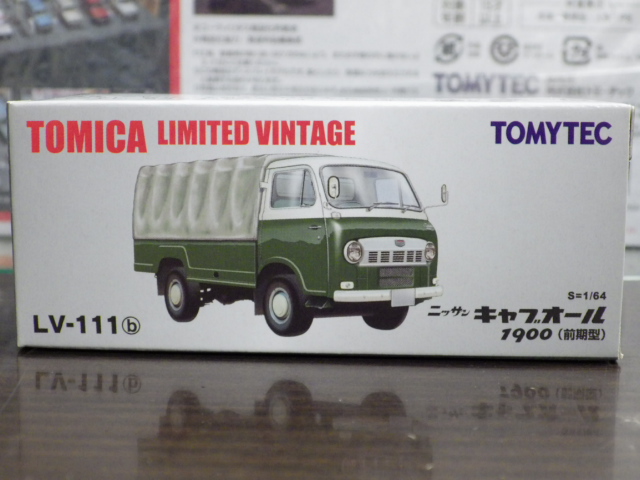 TOMYTEC
TOMICA LIMITED VINTAGE
TOMYTEC
S=1/64
LV-111ⓑ
ニッサン キャブオール
1900 (前期型)